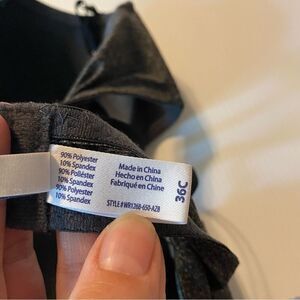 90% Polyester
10% Spandex
90% Poliéster
10% Spandex
90% Polyester
10% Spandex
Made in China
Hecho en China
Fabriqué en Chine
STYLE#WR1268-650-AZB
36C